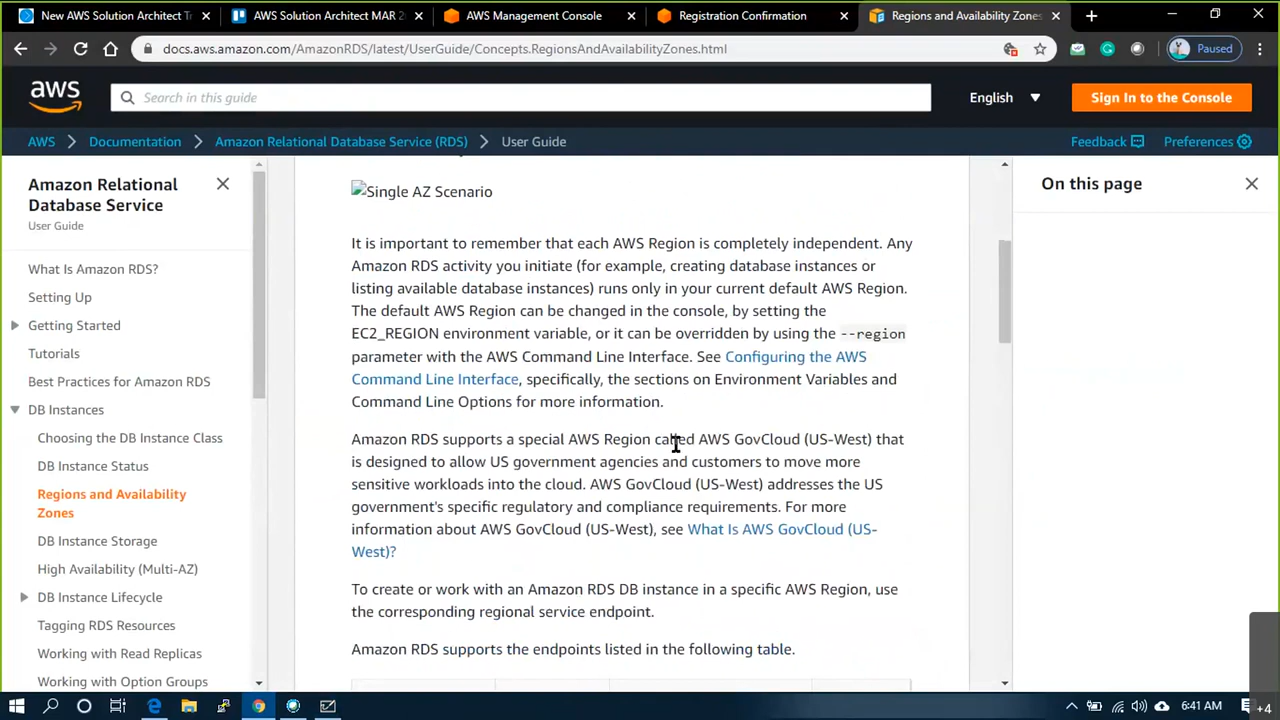 New AWS Solution Architect Tr
AWS Solution Architect MAR 2
AWS Management Console
Registration Confirmation
Regions and Availability Zones
docs.aws.amazon.com/AmazonRDS/latest/UserGuide/Concepts.RegionsAndAvailabilityZones.html
Paused
aws
Search in this guide
English
Sign In to the Console
AWS
Documentation
Amazon Relational Database Service (RDS)
User Guide
Feedback
Preferences
Amazon Relational
Database Service
User Guide
What Is Amazon RDS?
Setting Up
Getting Started
Tutorials
Best Practices for Amazon RDS
DB Instances
Choosing the DB Instance Class
DB Instance Status
Regions and Availability
Zones
DB Instance Storage
High Availability (Multi-AZ)
DB Instance Lifecycle
Tagging RDS Resources
Working with Read Replicas
Working with Option Groups
Single AZ Scenario
It is important to remember that each AWS Region is completely independent. Any
Amazon RDS activity you initiate (for example, creating database instances or
listing available database instances) runs only in your current default AWS Region.
The default AWS Region can be changed in the console, by setting the
EC2_REGION environment variable, or it can be overridden by using the --region
parameter with the AWS Command Line Interface. See Configuring the AWS
Command Line Interface, specifically, the sections on Environment Variables and
Command Line Options for more information.
Amazon RDS supports a special AWS Region called AWS GovCloud (US-West) that
is designed to allow US government agencies and customers to move more
sensitive workloads into the cloud. AWS GovCloud (US-West) addresses the US
government's specific regulatory and compliance requirements. For more
information about AWS GovCloud (US-West), see What Is AWS GovCloud (US-
West)?
To create or work with an Amazon RDS DB instance in a specific AWS Region, use
the corresponding regional service endpoint.
Amazon RDS supports the endpoints listed in the following table.
On this page
6:41 AM
+4